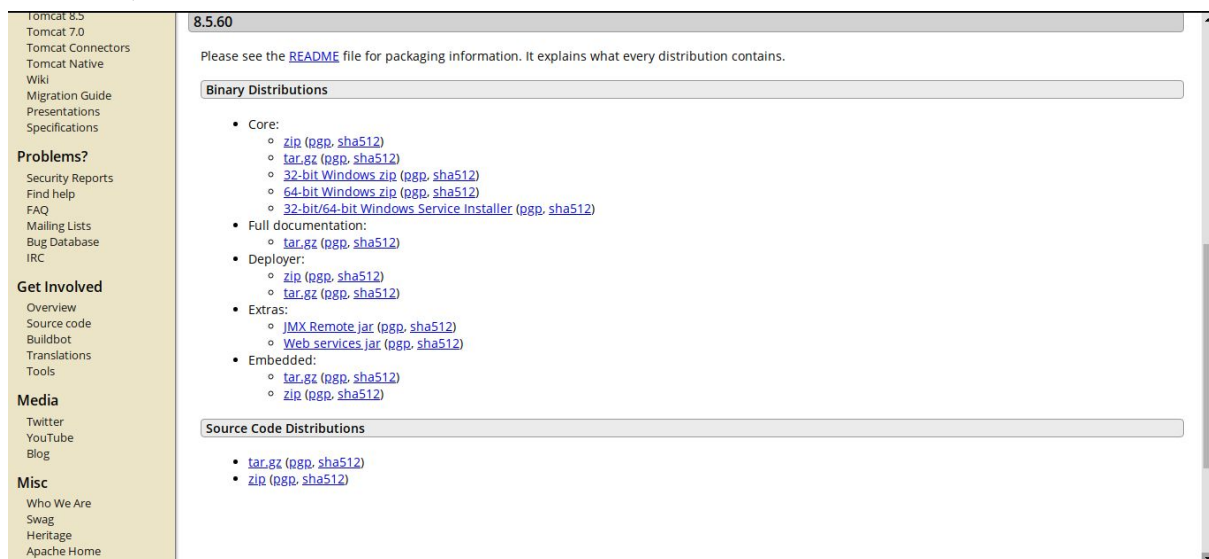 Tomcat 8.5
Tomcat 7.0
Tomcat Connectors
Tomcat Native
Wiki
Migration Guide
Presentations
Specifications
Problems?
Security Reports
Find help
FAQ
Mailing Lists
Bug Database
IRC
Get Involved
Overview
Source code
Buildbot
Translations
Tools
Media
Twitter
YouTube
Blog
Misc
Who We Are
Swag
Heritage
Apache Home
8.5.60
Please see the README file for packaging information. It explains what every distribution contains.
Binary Distributions
Core:
zip (pgp, sha512)
tar.gz (pgp, sha512)
32-bit Windows zip (pgp, sha512)
64-bit Windows zip (pgp, sha512)
32-bit/64-bit Windows Service Installer (pgp, sha512)
Full documentation:
tar.gz (pgp, sha512)
Deployer:
zip (pgp, sha512)
tar.gz (pgp, sha512)
Extras:
JMX Remote jar (pgp, sha512)
Web services jar (pgp, sha512)
Embedded:
tar.gz (pgp, sha512)
zip (pgp, sha512)
Source Code Distributions
tar.gz (pgp, sha512)
zip (pgp, sha512)